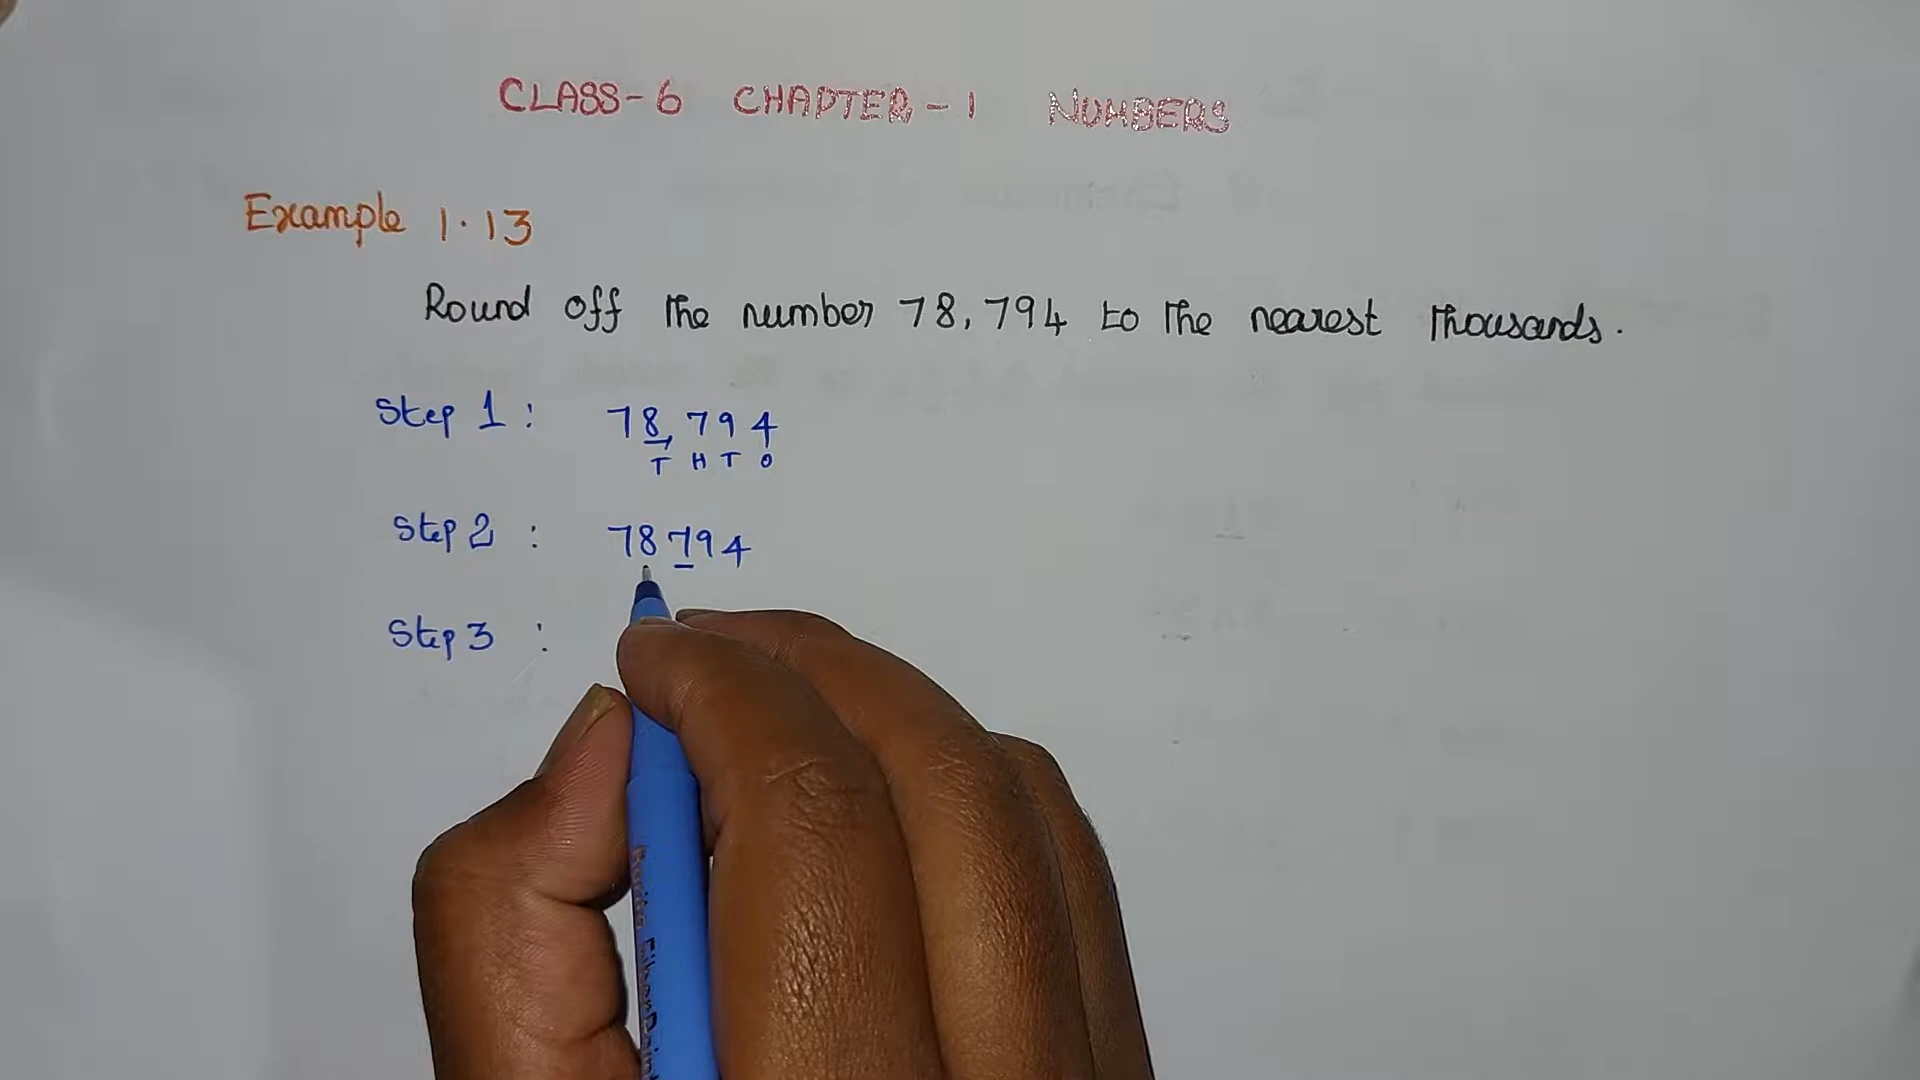 CLASS-6 CHAPTER-1 NUMBERS
Example 1.13
Round off the number 78,794 to the nearest thousands.
Step 1 : 78,794
T H T O
Step 2 : 78794
Step 3 :